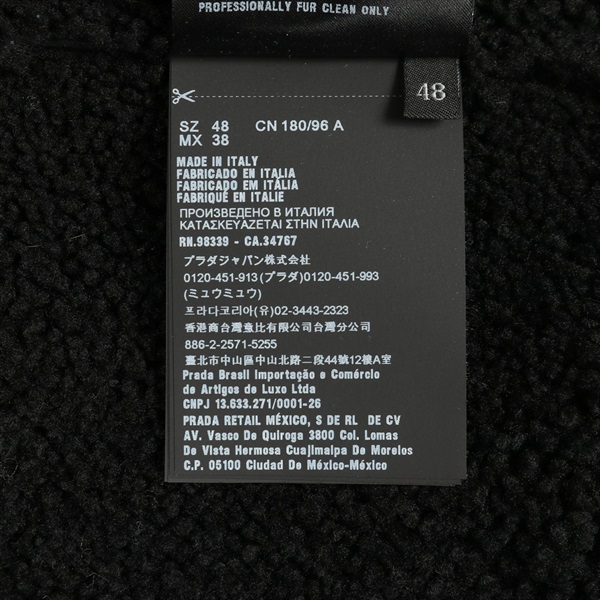 PROFESSIONALLY FUR CLEAN ONLY
48
SZ 48 CN 180/96 A
MX 38
MADE IN ITALY
FABRICADO EN ITALIA
FABRICADO EM ITÁLIA
FABRIQUÉ EN ITALIE
ПРОИЗВЕДЕНО В ИТАЛИЯ
ΚΑΤΑΣΚΕΥΑΖΕΤΑΙ ΣΤΗΝ ΙΤΑΛΙΑ
RN.98339 - CA.34767
プラダジャパン株式会社
0120-451-913(プラダ)0120-451-993
(ミュウミュウ)
프라다코리아(유)02-3443-2323
香港商台灣薏比有限公司台灣分公司
886-2-2571-5255
臺北市中山區中山北路二段44號12樓A室
Prada Brasil Importação e Comércio
de Artigos de Luxo Ltda
CNPJ 13.633.271/0001-26
PRADA RETAIL MÉXICO, S DE RL DE CV
AV. Vasco De Quiroga 3800 Col. Lomas
De Vista Hermosa Cuajimalpa De Morelos
C.P. 05100 Ciudad De México-México